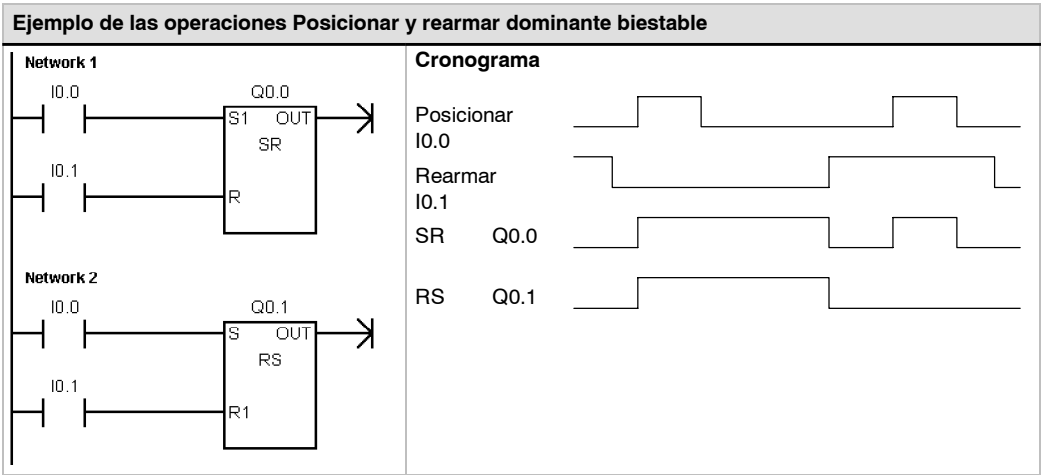 Ejemplo de las operaciones Posicionar y rearmar dominante biestable
Network 1
I0.0
Q0.0
S1 OUT
SR
I0.1
R
Network 2
I0.0
Q0.1
S OUT
RS
I0.1
R1
Cronograma
Posicionar
I0.0
Rearmar
I0.1
SR Q0.0
RS Q0.1